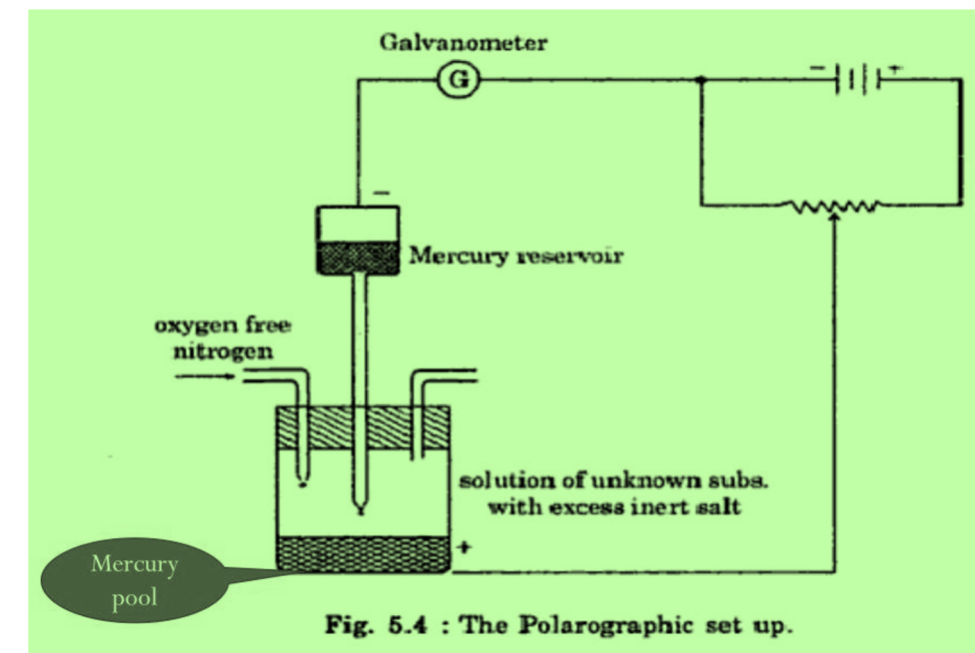 Galvanometer
G
− +
−
Mercury reservoir
oxygen free
nitrogen
solution of unknown subs.
with excess inert salt
+
Mercury
pool
Fig. 5.4 : The Polarographic set up.